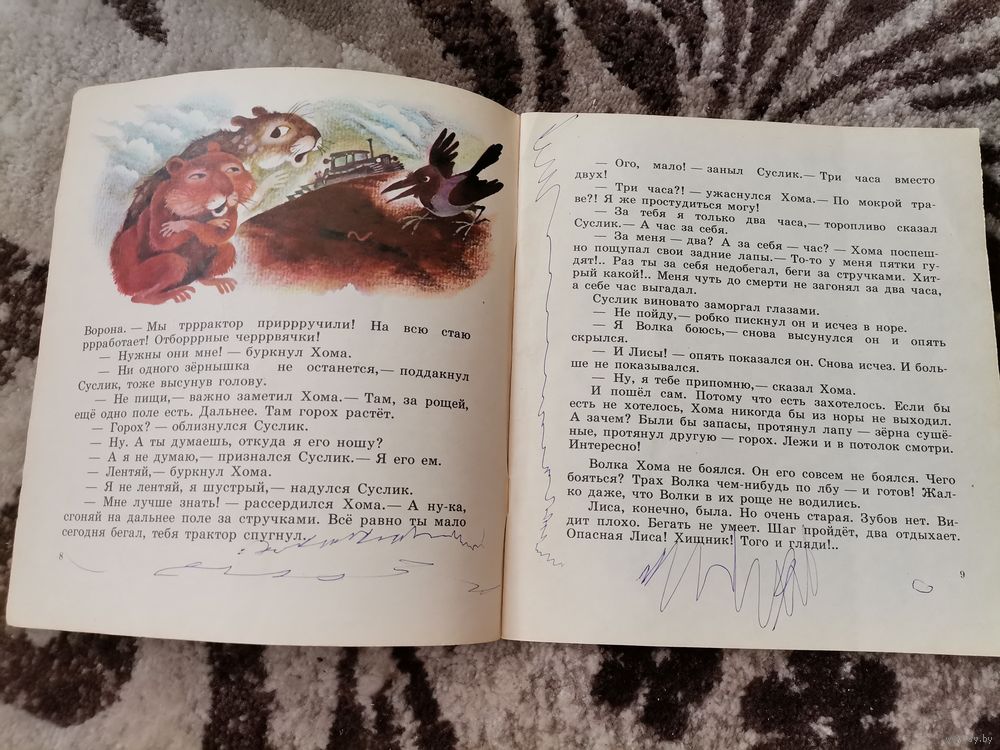 Ворона. — Мы тррррактор приррручили! На всю стаю
ррработает! Отборррные черррвячки!
— Нужны они мне! — буркнул Хома.
— Ни одного зёрнышка не останется,— поддакнул
Суслик, тоже высунув голову.
— Не пищи,— важно заметил Хома.— Там, за рощей,
ещё одно поле есть. Дальнее. Там горох растёт.
— Горох? — облизнулся Суслик.
— Ну. А ты думаешь, откуда я его ношу?
— А я не думаю,— признался Суслик.— Я его ем.
— Лентяй,— буркнул Хома.
— Я не лентяй, я шустрый,— надулся Суслик.
— Мне лучше знать! — рассердился Хома.— А ну-ка,
сгоняй на дальнее поле за стручками. Всё равно ты мало
сегодня бегал, тебя трактор спугнул.
8
— Ого, мало! — заныл Суслик.— Три часа вместо
двух!
— Три часа?! — ужаснулся Хома.— По мокрой тра-
ве?! Я же простудиться могу!
— За тебя я только два часа,— торопливо сказал
Суслик.— А час за себя.
— За меня — два? А за себя — час? — Хома поспеш-
но пощупал свои задние лапы.— То-то у меня пятки гу-
дят!.. Раз ты за себя недобегал, беги за стручками. Хит-
рый какой!.. Меня чуть до смерти не загонял за два часа,
а себе час выгадал.
Суслик виновато заморгал глазами.
— Не пойду,— робко пискнул он и исчез в норе.
— Я Волка боюсь,— снова высунулся он и опять
скрылся.
— И Лисы! — опять показался он. Снова исчез. И боль-
ше не показывался.
— Ну, я тебе припомню,— сказал Хома.
И пошёл сам. Потому что есть захотелось. Если бы
есть не хотелось, Хома никогда бы из норы не выходил.
А зачем? Были бы запасы, протянул лапу — зёрна сушё-
ные, протянул другую — горох. Лежи и в потолок смотри.
Интересно!
Волка Хома не боялся. Он его совсем не боялся. Чего
бояться? Трах Волка чем-нибудь по лбу — и готов! Жал-
ко даже, что Волки в их роще не водились.
Лиса, конечно, была. Но очень старая. Зубов нет. Ви-
дит плохо. Бегать не умеет. Шаг пройдёт, два отдыхает.
Опасная Лиса! Хищник! Того и гляди!..
9